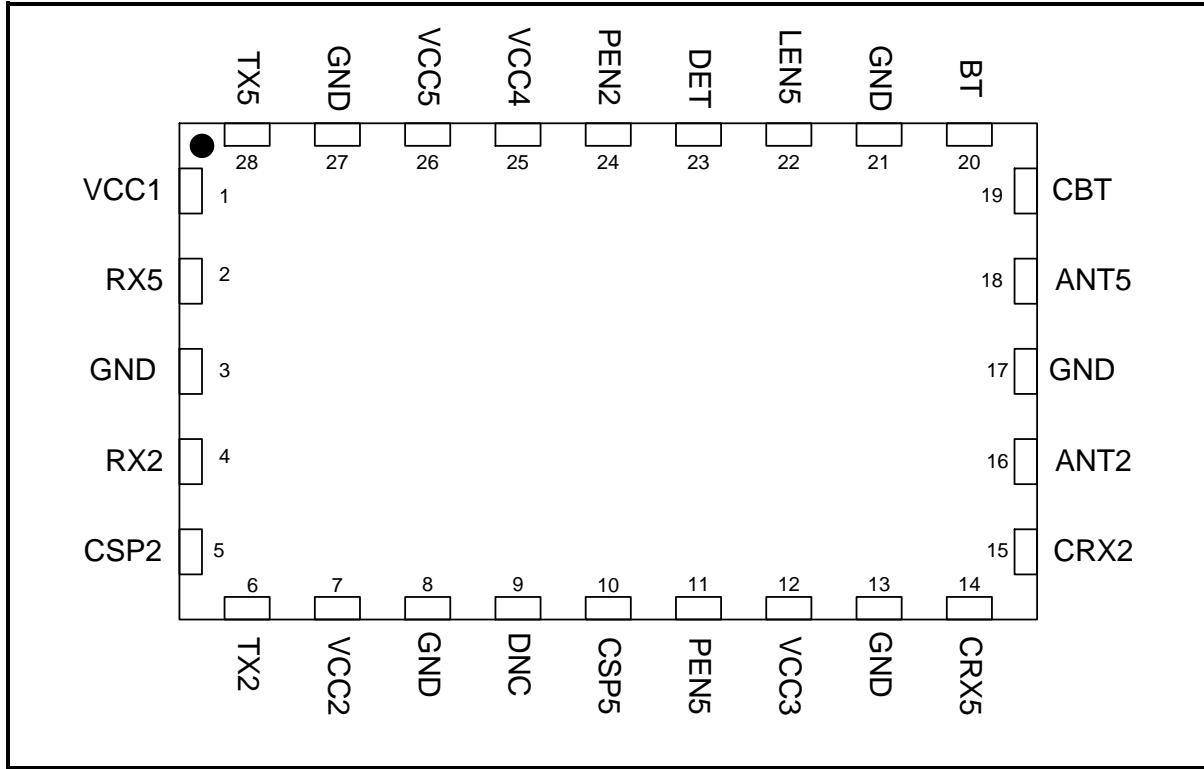 TX5 GND VCC5 VCC4 PEN2 DET LEN5 GND BT
28 27 26 25 24 23 22 21 20
VCC1 1 19 CBT
RX5 2 18 ANT5
GND 3 17 GND
RX2 4 16 ANT2
CSP2 5 15 CRX2
6 7 8 9 10 11 12 13 14
TX2 VCC2 GND DNC CSP5 PEN5 VCC3 GND CRX5